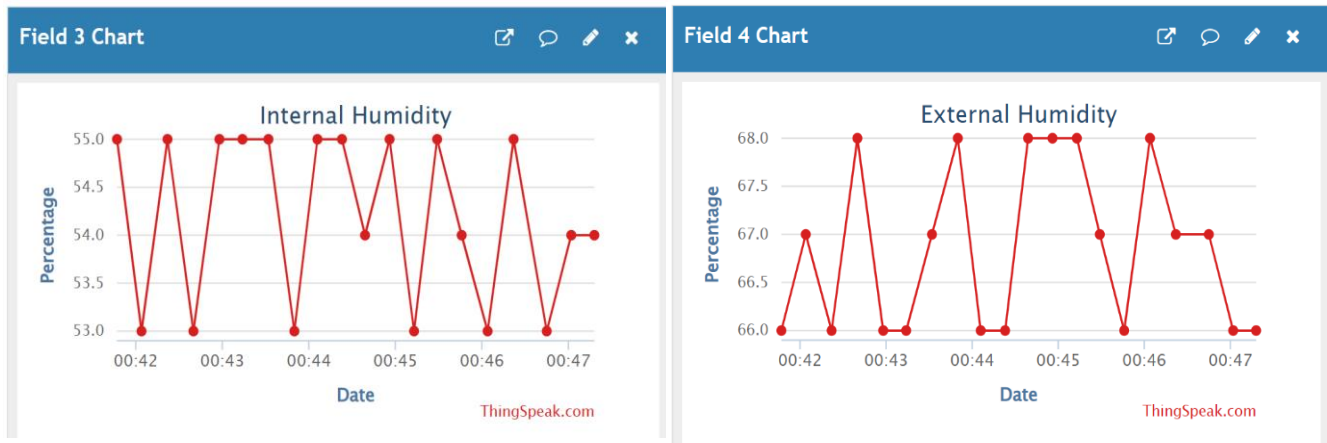 Field 3 Chart
Internal Humidity
Percentage
55.0
54.5
54.0
53.5
53.0
00:42 00:43 00:44 00:45 00:46 00:47
Date
ThingSpeak.com
Field 4 Chart
External Humidity
Percentage
68.0
67.5
67.0
66.5
66.0
00:42 00:43 00:44 00:45 00:46 00:47
Date
ThingSpeak.com